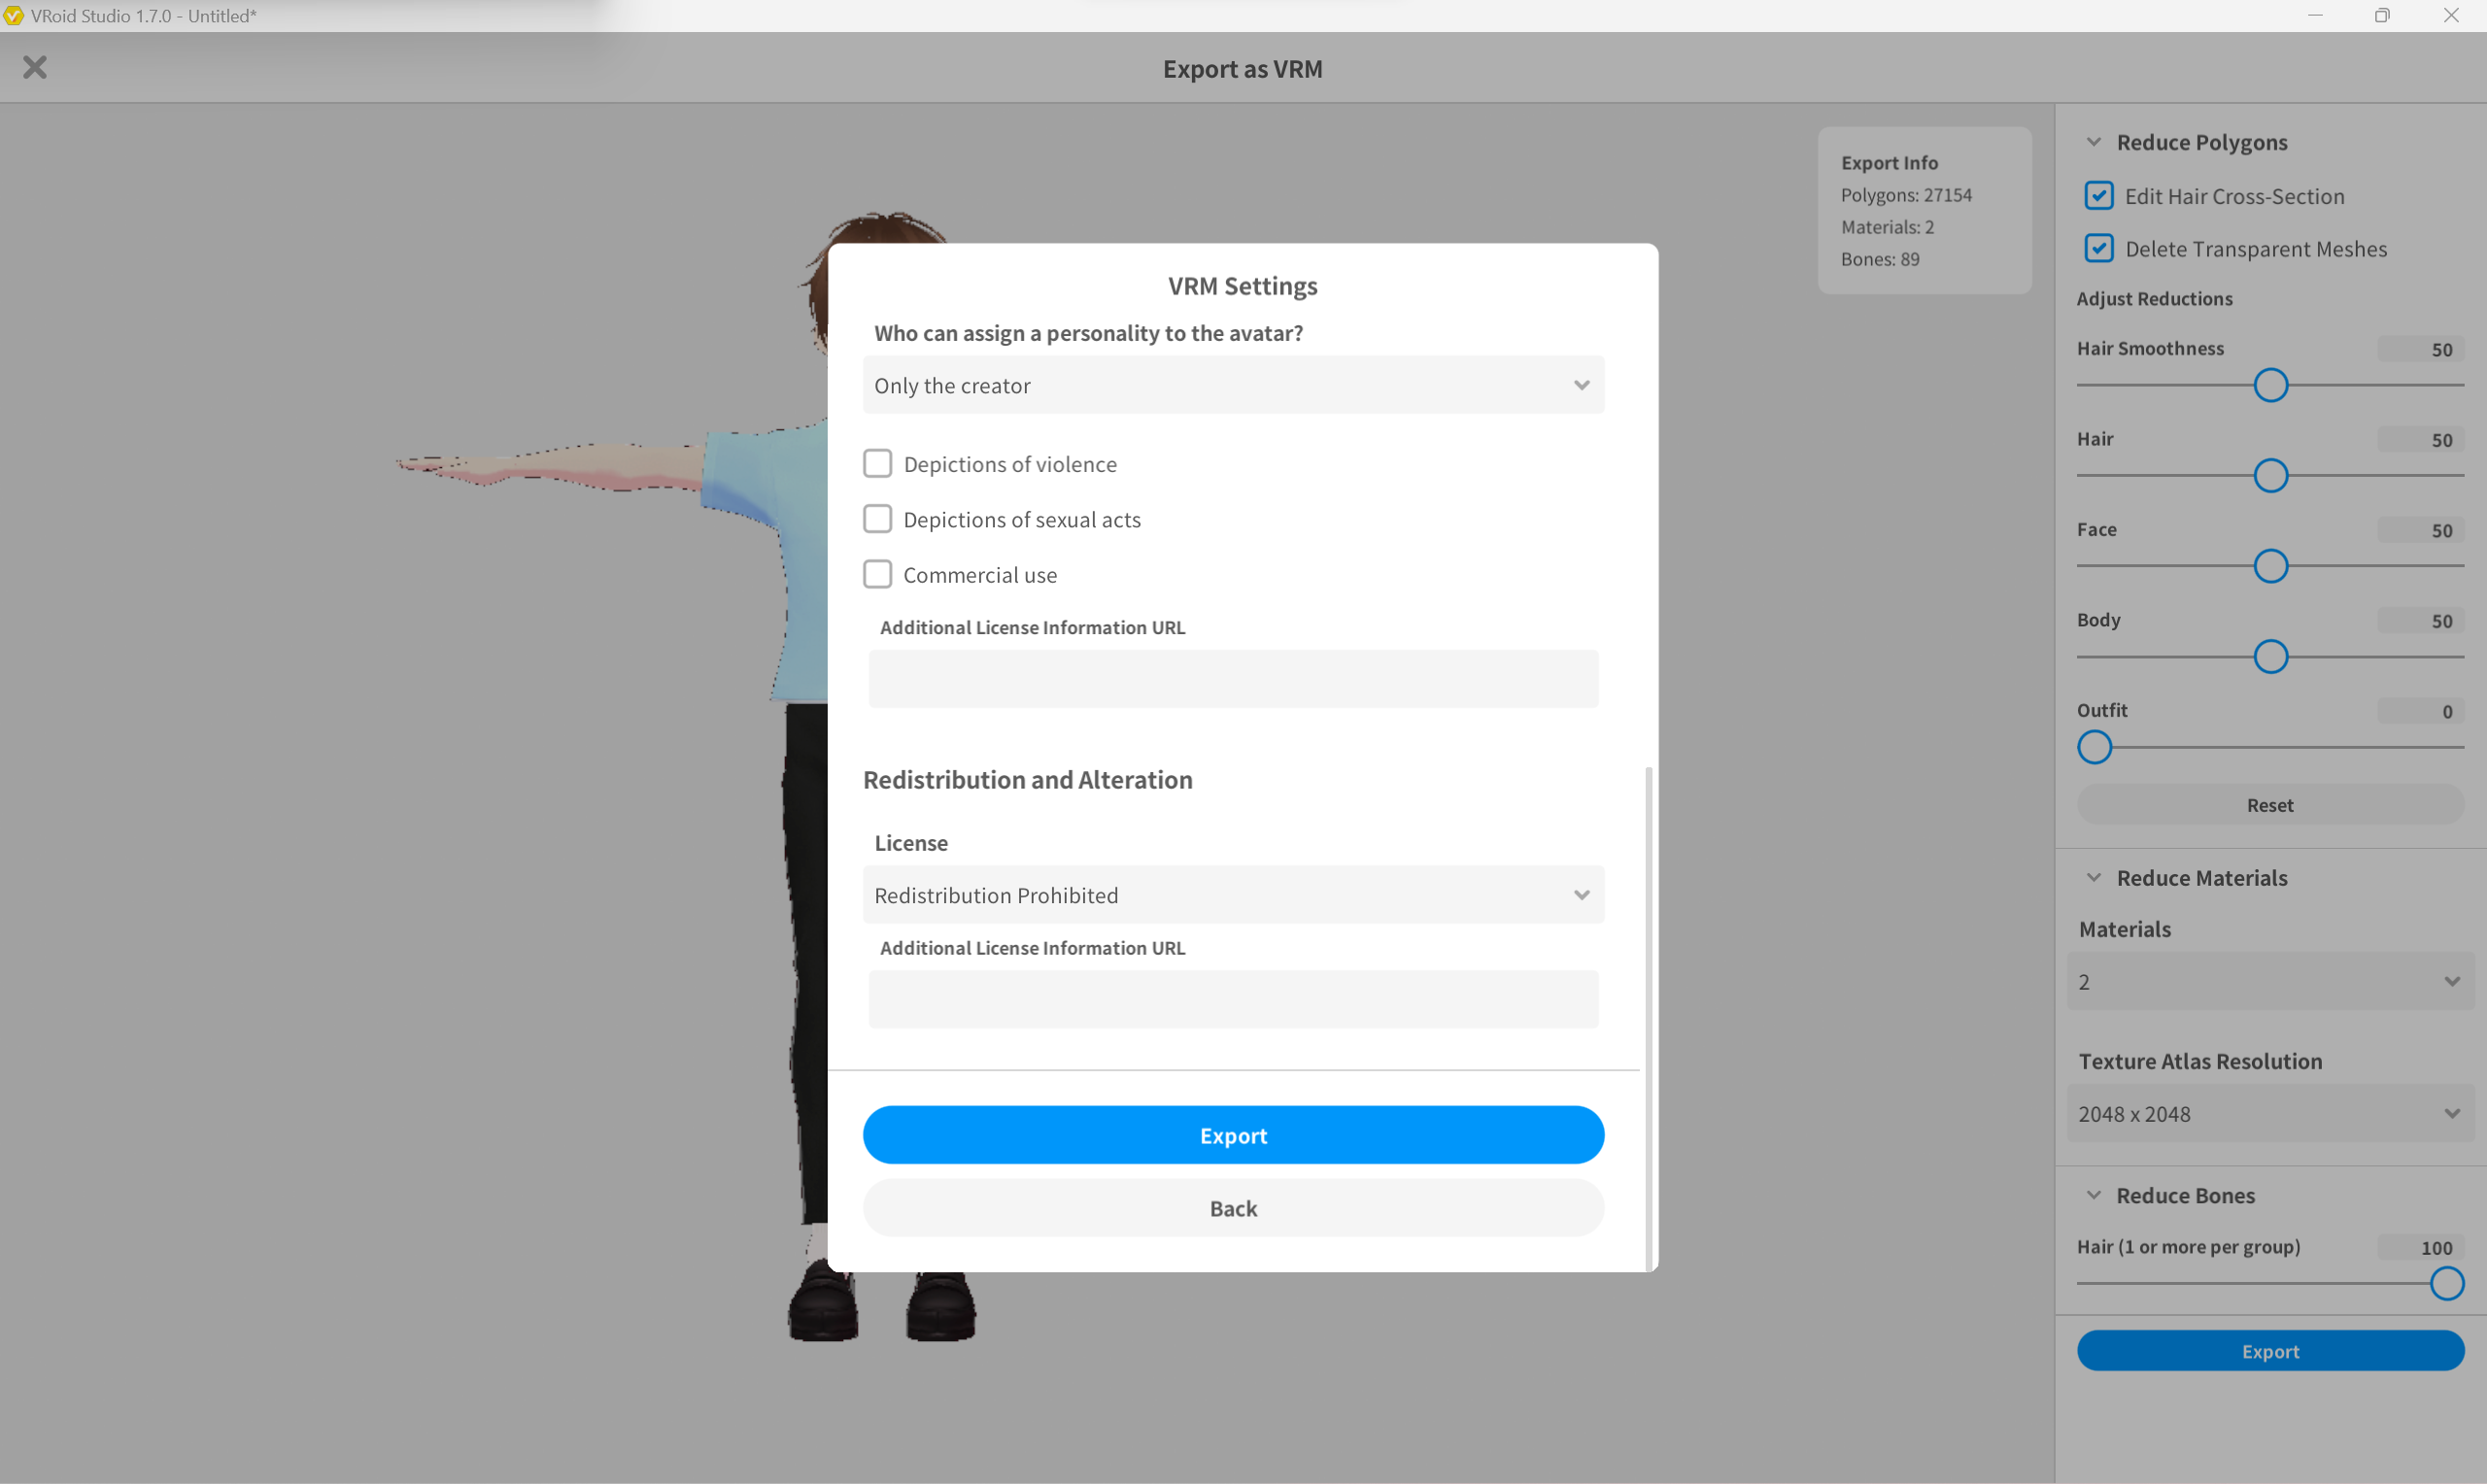 VRoid Studio 1.7.0 - Untitled*
Export as VRM
Export Info
Polygons: 27154
Materials: 2
Bones: 89
VRM Settings
Who can assign a personality to the avatar?
Only the creator
Depictions of violence
Depictions of sexual acts
Commercial use
Additional License Information URL
Redistribution and Alteration
License
Redistribution Prohibited
Additional License Information URL
Export
Back
Reduce Polygons
Edit Hair Cross-Section
Delete Transparent Meshes
Adjust Reductions
Hair Smoothness 50
Hair 50
Face 50
Body 50
Outfit 0
Reset
Reduce Materials
Materials
2
Texture Atlas Resolution
2048 x 2048
Reduce Bones
Hair (1 or more per group) 100
Export